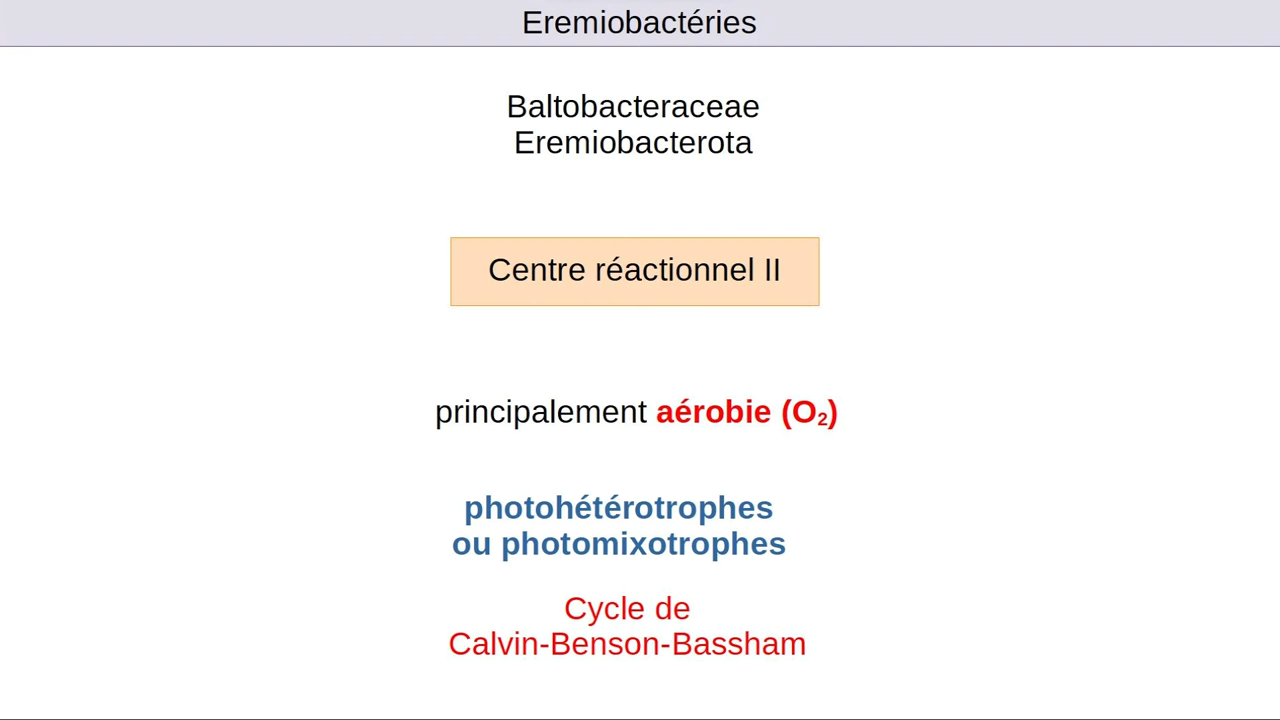 Eremiobactéries
Baltobacteraceae
Eremiobacterota
Centre réactionnel II
principalement aérobie (O₂)
photohétérotrophes
ou photomixotrophes
Cycle de
Calvin-Benson-Bassham